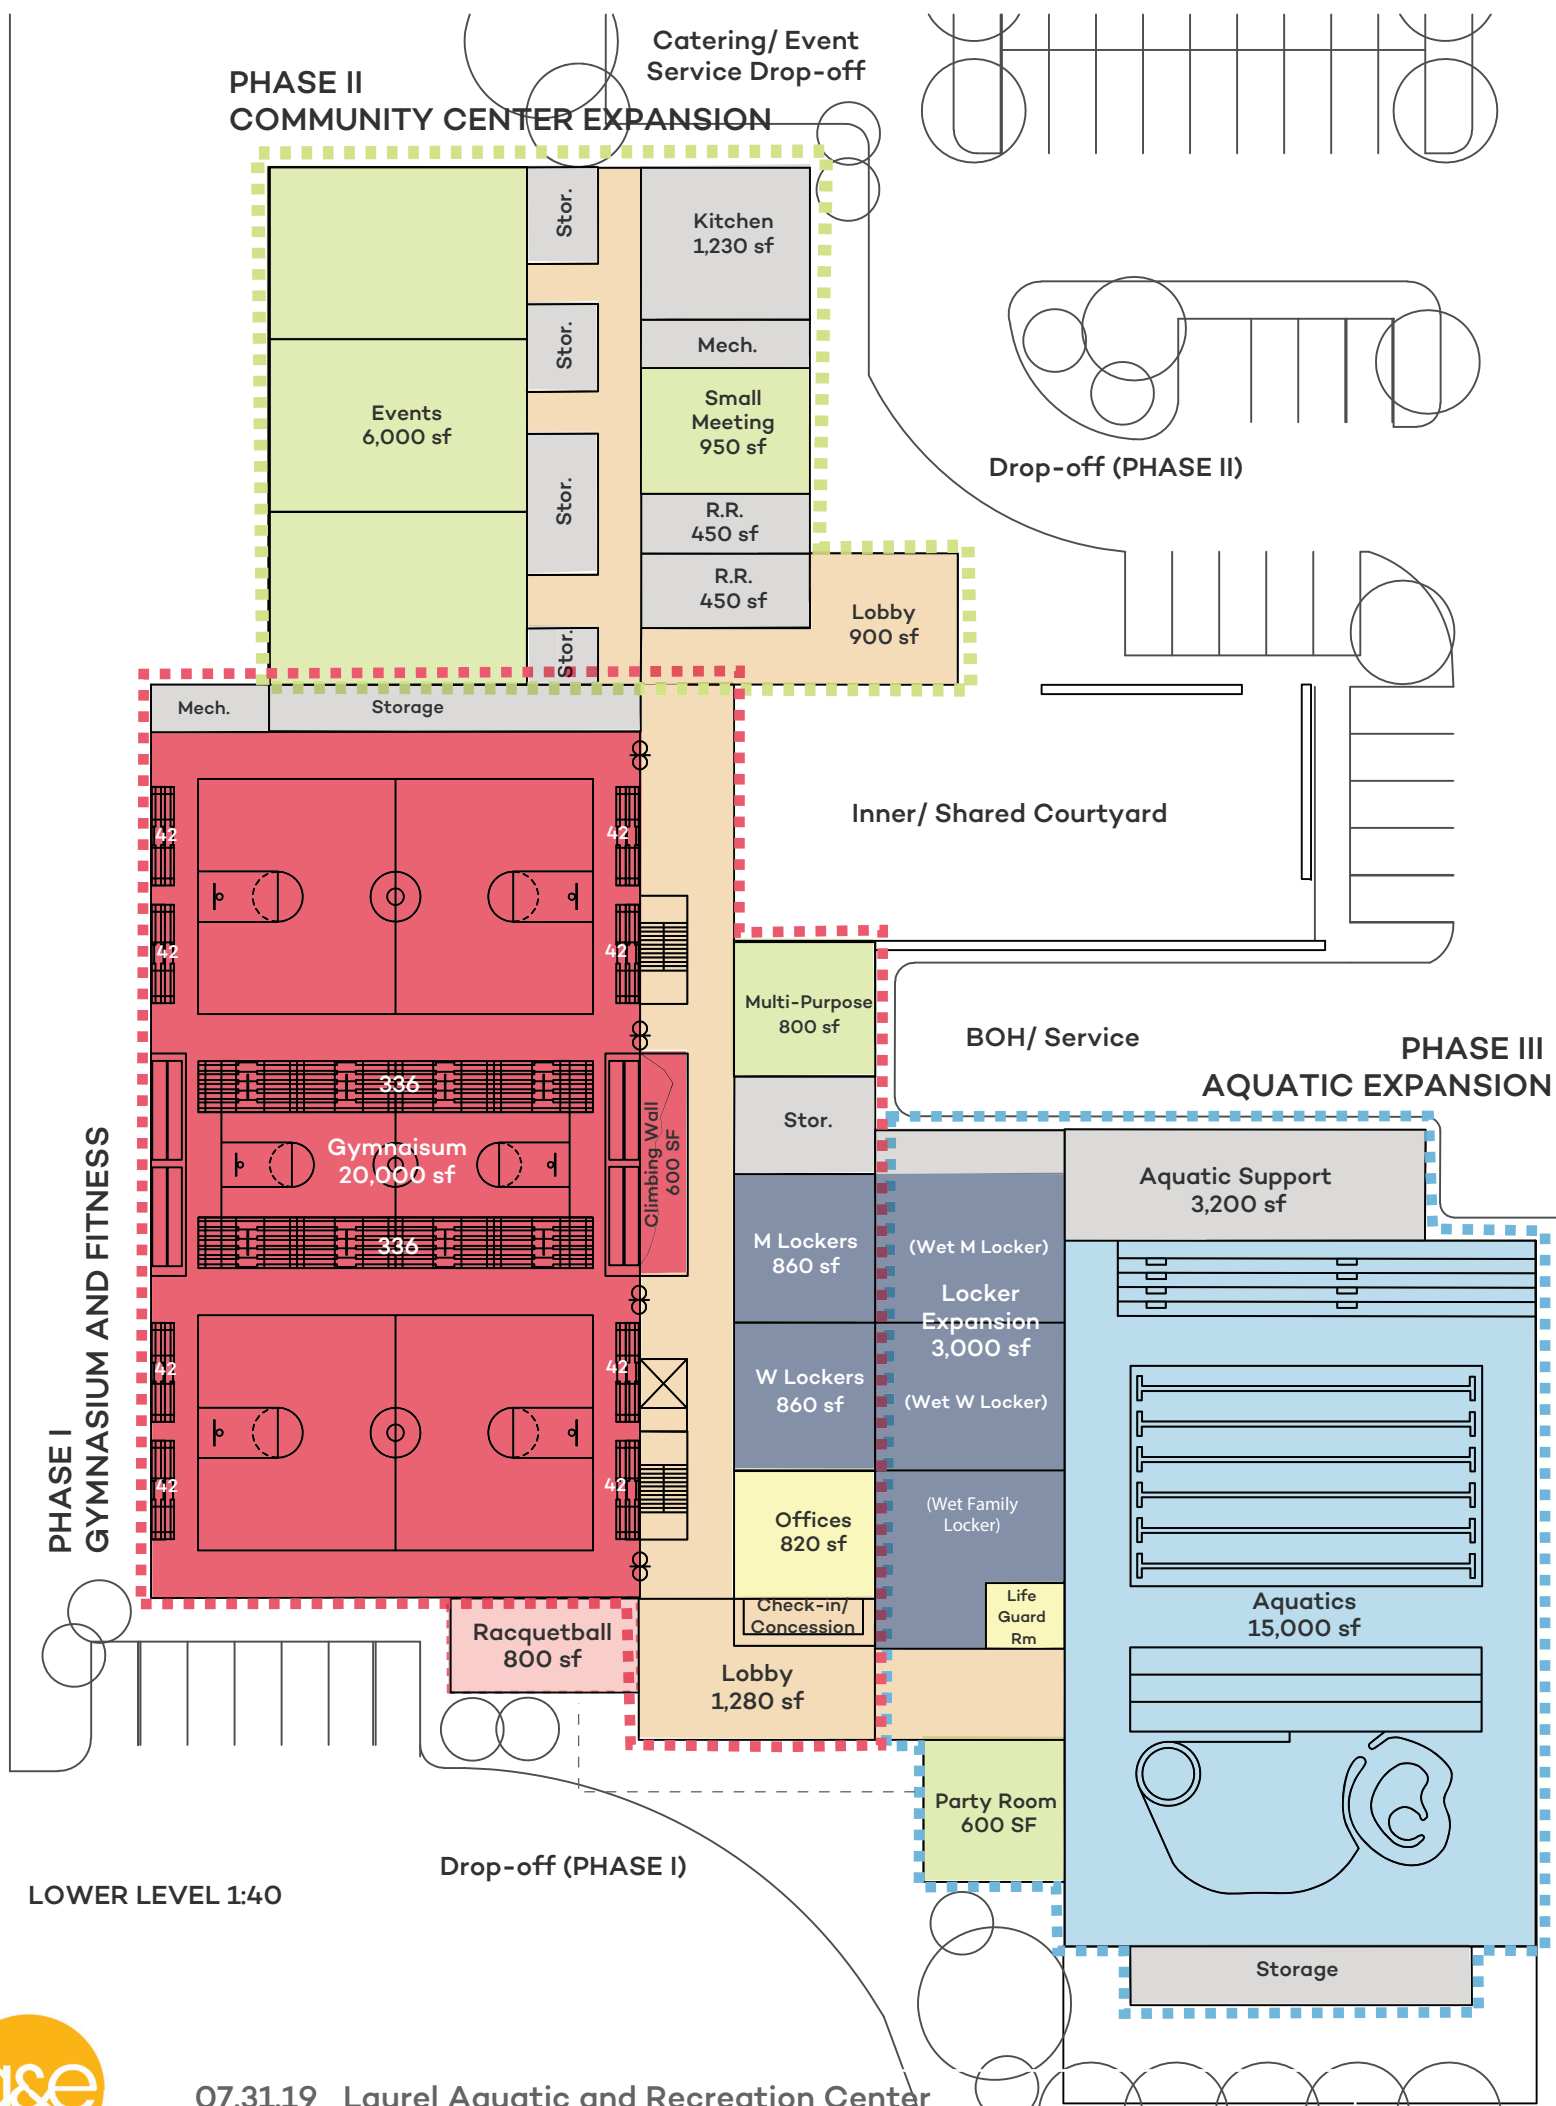 Catering/ Event
Service Drop-off
PHASE II
COMMUNITY CENTER EXPANSION
Stor.
Kitchen
1,230 sf
Stor.
Mech.
Events
6,000 sf
Small
Meeting
950 sf
Drop-off (PHASE II)
Stor.
R.R.
450 sf
R.R.
450 sf
Lobby
900 sf
Stor.
Mech.
Storage
42
42
Inner/ Shared Courtyard
42
42
Multi-Purpose
800 sf
BOH/ Service
PHASE III
AQUATIC EXPANSION
336
Gymnaisum
20,000 sf
336
Climbing Wall
600 SF
Stor.
PHASE I
GYMNASIUM AND FITNESS
Aquatic Support
3,200 sf
M Lockers
860 sf
(Wet M Locker)
Locker
Expansion
3,000 sf
42
42
W Lockers
860 sf
(Wet W Locker)
42
42
Offices
820 sf
(Wet Family
Locker)
Life
Guard
Rm
Aquatics
15,000 sf
Check-in/
Concession
Racquetball
800 sf
Lobby
1,280 sf
Party Room
600 SF
Drop-off (PHASE I)
LOWER LEVEL 1:40
Storage
a&e
07.31.19 Laurel Aquatic and Recreation Center